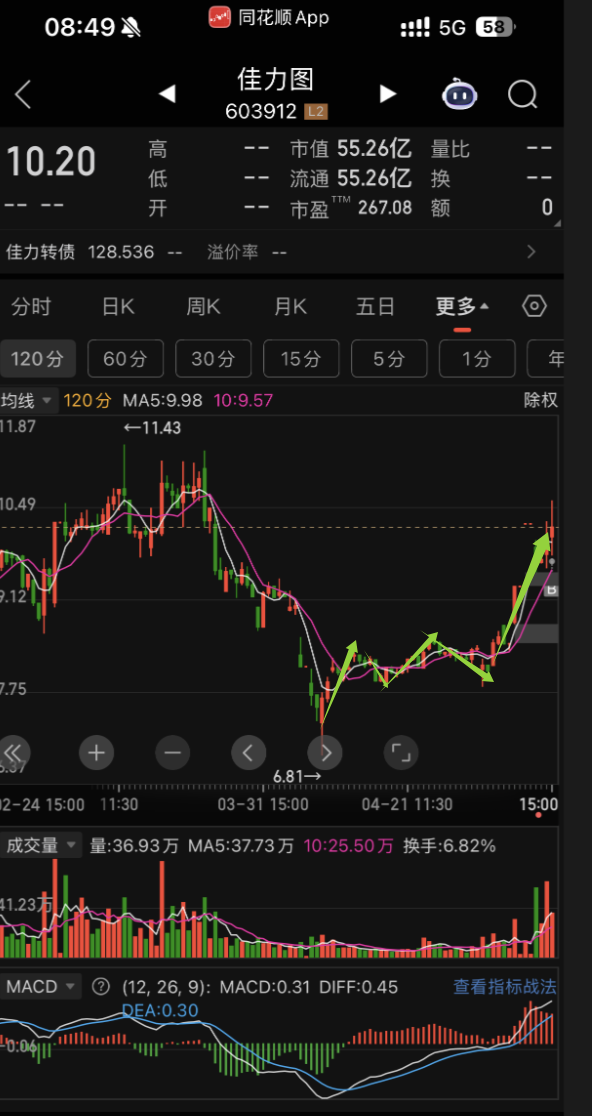 08:49 同花顺App 5G 58
佳力图
603912 L2
10.20 高 -- 市值 55.26亿 量比 --
低 -- 流通 55.26亿 换 --
-- -- 开 -- 市盈TTM 267.08 额 0
佳力转债 128.536 -- 溢价率 --
分时 日K 周K 月K 五日 更多
120分 60分 30分 15分 5分 1分 年
均线 120分 MA5:9.98 10:9.57 除权
11.87
←11.43
10.49
9.12
B
7.75
6.37
6.81→
02-24 15:00 11:30 03-31 15:00 04-21 11:30 15:00
成交量 量:36.93万 MA5:37.73万 10:25.50万 换手:6.82%
41.23万
MACD ? (12, 26, 9): MACD:0.31 DIFF:0.45 查看指标战法
DEA:0.30
-0.06